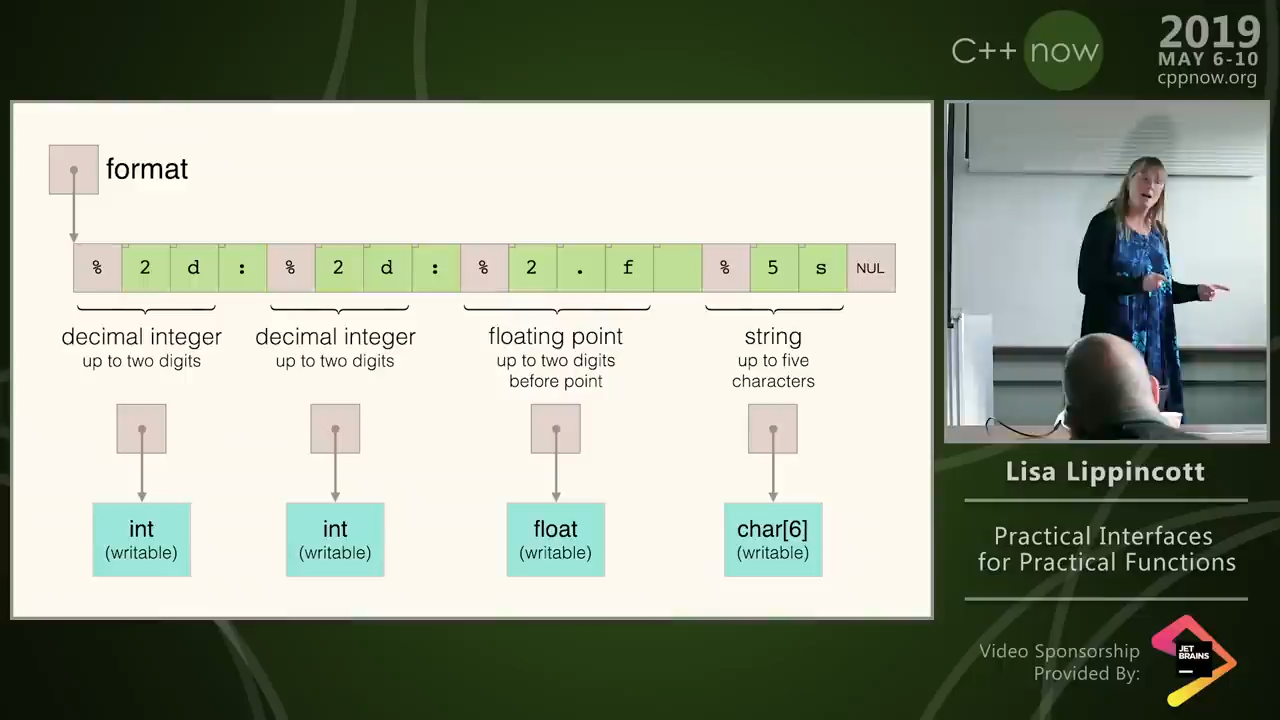 C++ now
2019
MAY 6-10
cppnow.org
format
% 2 d : % 2 d : % 2 . f % 5 s NUL
decimal integer
up to two digits
decimal integer
up to two digits
floating point
up to two digits
before point
string
up to five
characters
int
(writable)
int
(writable)
float
(writable)
char[6]
(writable)
Lisa Lippincott
Practical Interfaces
for Practical Functions
Video Sponsorship
Provided By:
JET
BRAINS